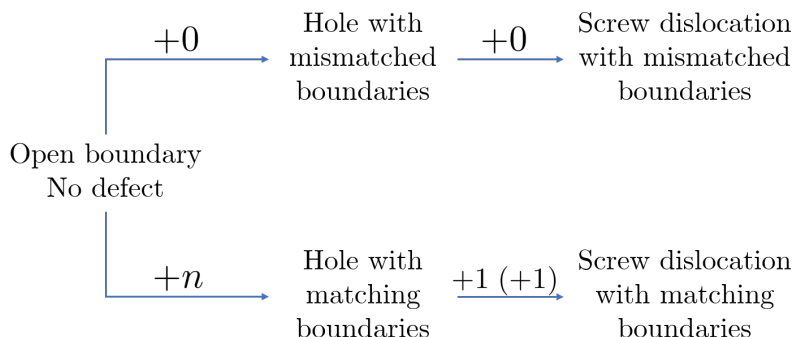 +0
Hole with
mismatched
boundaries
+0
Screw dislocation
with mismatched
boundaries
Open boundary
No defect
+n
Hole with
matching
boundaries
+1 (+1)
Screw dislocation
with matching
boundaries